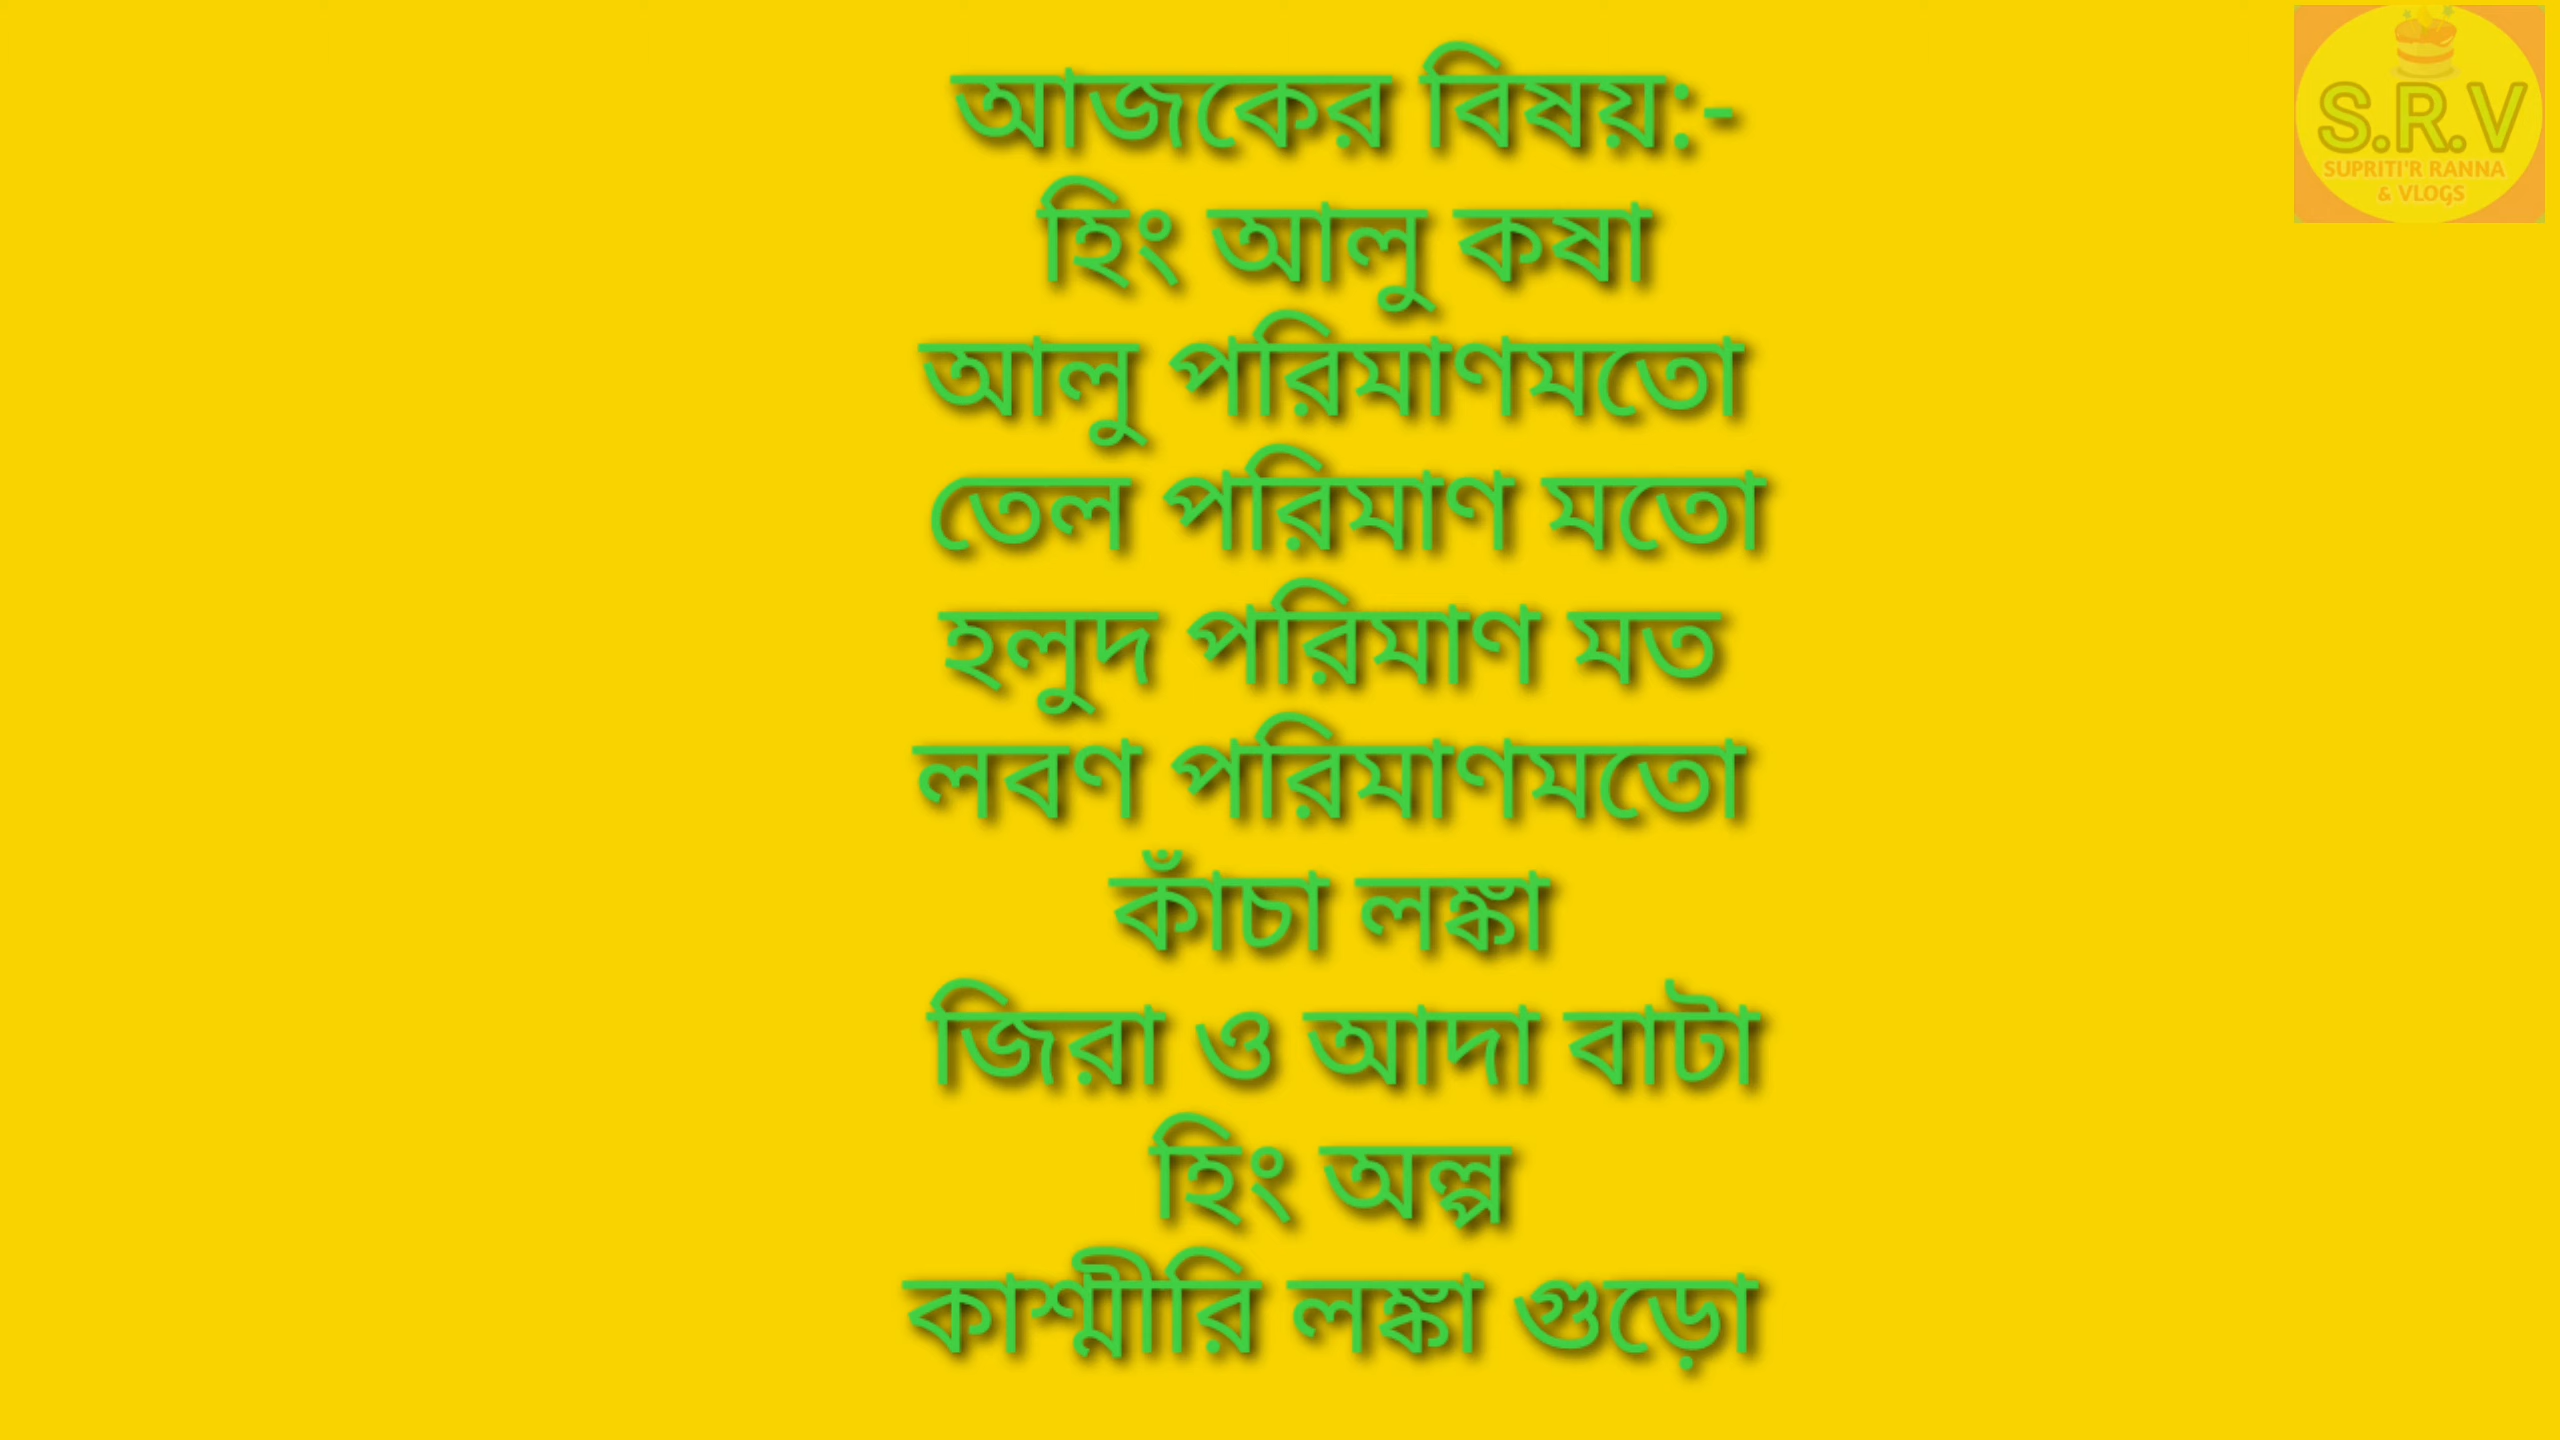 আজকের বিষয়:-
হিং আলু কষা
আলু পরিমাণমতো
তেল পরিমাণ মতো
হলুদ পরিমাণ মত
লবণ পরিমাণমতো
কাঁচা লঙ্কা
জিরা ও আদা বাটা
হিং অল্প
কাশ্মীরি লঙ্কা গুড়ো
S.R.V
SUPRITI'R RANNA
& VLOGS